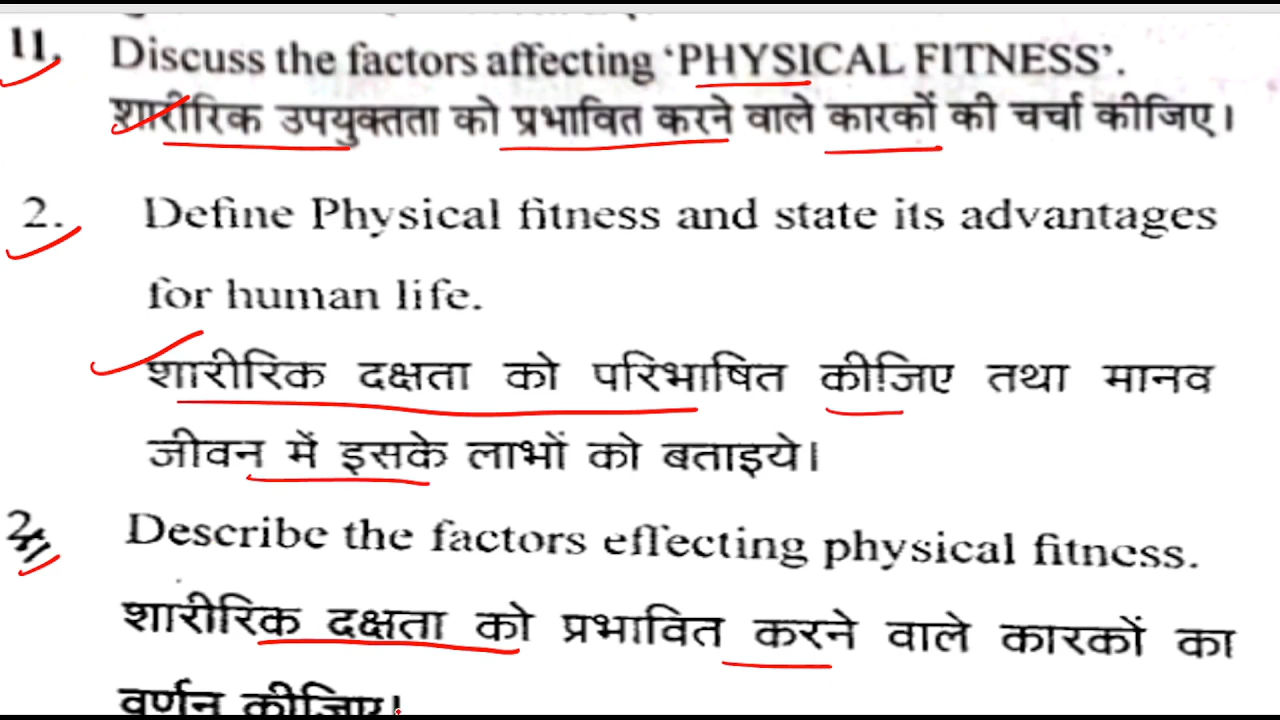 11. Discuss the factors affecting ‘PHYSICAL FITNESS’.
शारीरिक उपयुक्तता को प्रभावित करने वाले कारकों की चर्चा कीजिए।
2. Define Physical fitness and state its advantages
for human life.
शारीरिक दक्षता को परिभाषित कीजिए तथा मानव
जीवन में इसके लाभों को बताइये।
Describe the factors effecting physical fitness.
शारीरिक दक्षता को प्रभावित करने वाले कारकों का
वर्णन कीजिए।